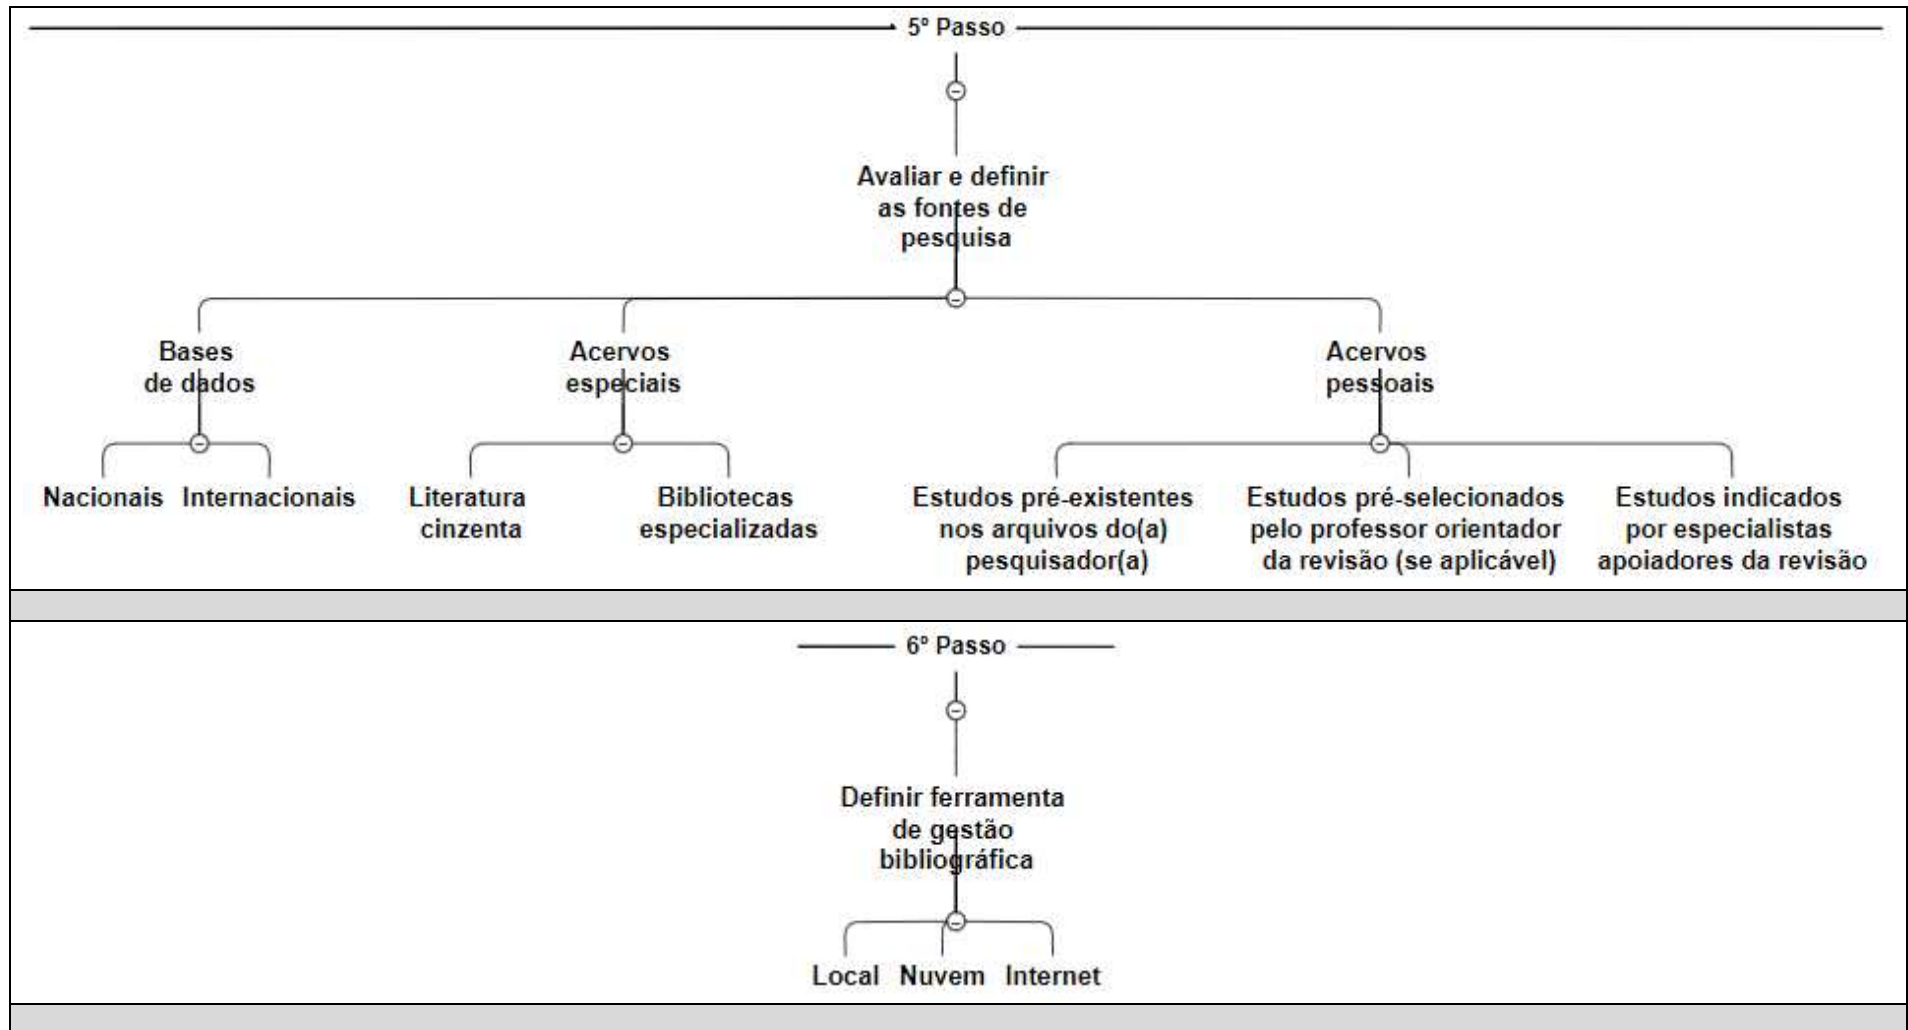 5º Passo
Avaliar e definir
as fontes de
pesquisa
Bases
de dados
Acervos
especiais
Acervos
pessoais
Nacionais
Internacionais
Literatura
cinzenta
Bibliotecas
especializadas
Estudos pré-existentes
nos arquivos do(a)
pesquisador(a)
Estudos pré-selecionados
pelo professor orientador
da revisão (se aplicável)
Estudos indicados
por especialistas
apoiadores da revisão
6º Passo
Definir ferramenta
de gestão
bibliográfica
Local
Nuvem
Internet